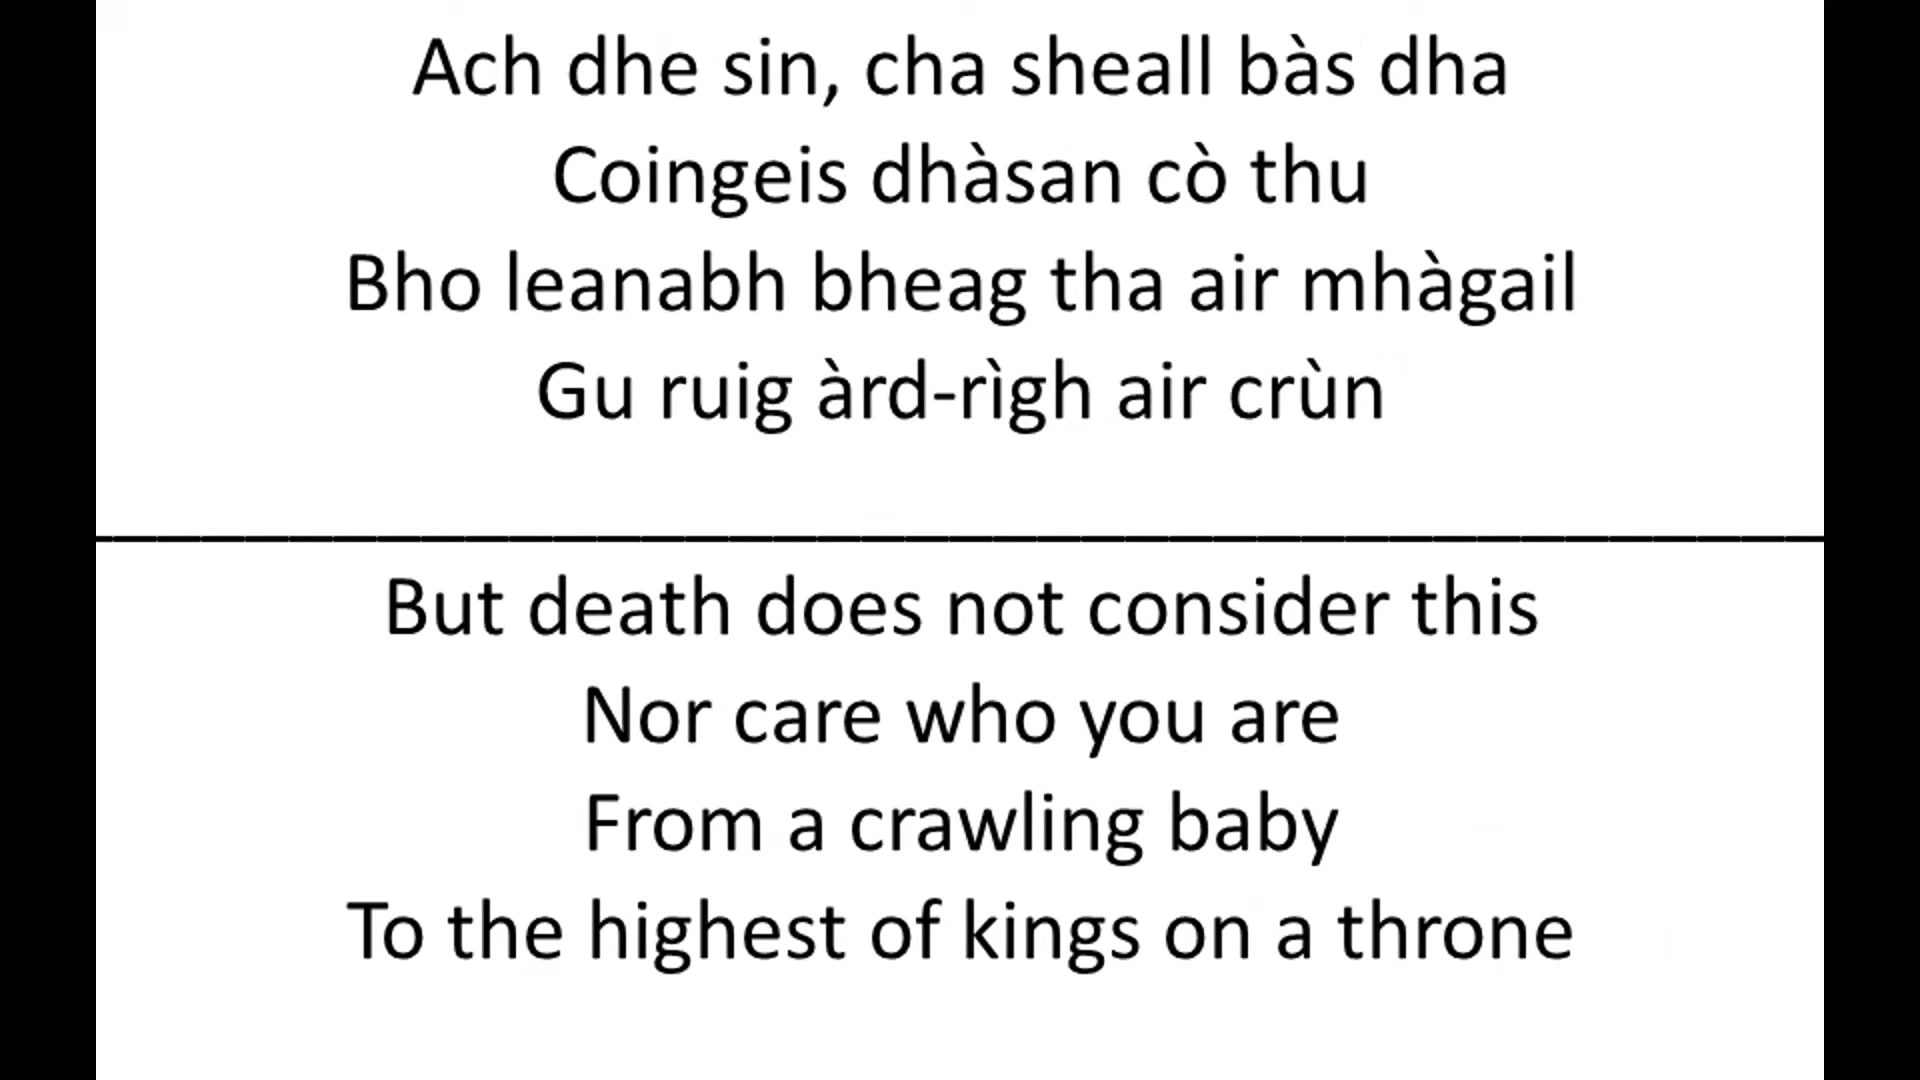 Ach dhe sin, cha sheall bàs dha
Coingeis dhàsan cò thu
Bho leanabh bheag tha air mhàgail
Gu ruig àrd-rìgh air crùn
But death does not consider this
Nor care who you are
From a crawling baby
To the highest of kings on a throne